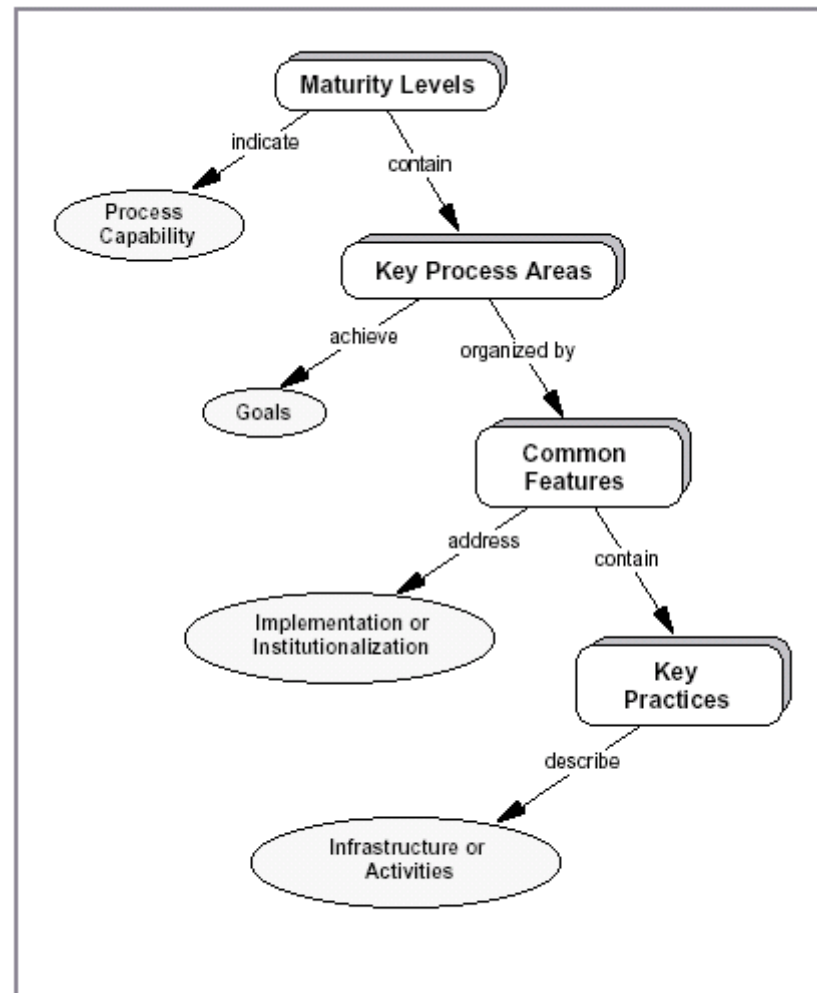 Maturity Levels
indicate
contain
Process
Capability
Key Process Areas
achieve
organized by
Goals
Common
Features
address
contain
Implementation or
Institutionalization
Key
Practices
describe
Infrastructure or
Activities